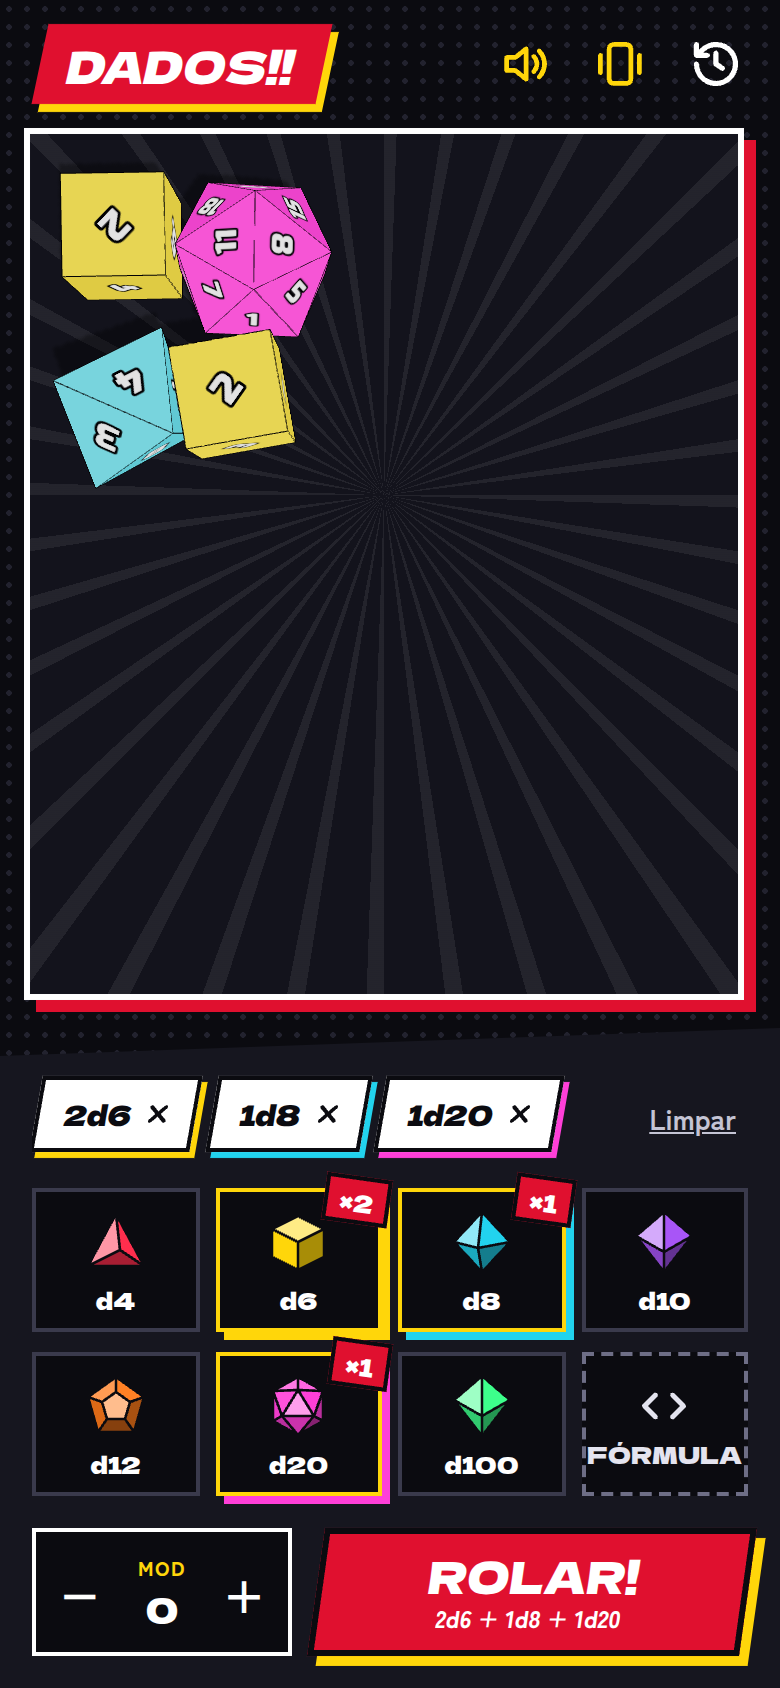 DADOS!!
2
11
8
7
5
1
4
3
2
2d6 ×
1d8 ×
1d20 ×
Limpar
×2
×1
d4
d6
d8
d10
×1
d12
d20
d100
<> FÓRMULA
MOD
− 0 +
ROLAR!
2d6 + 1d8 + 1d20